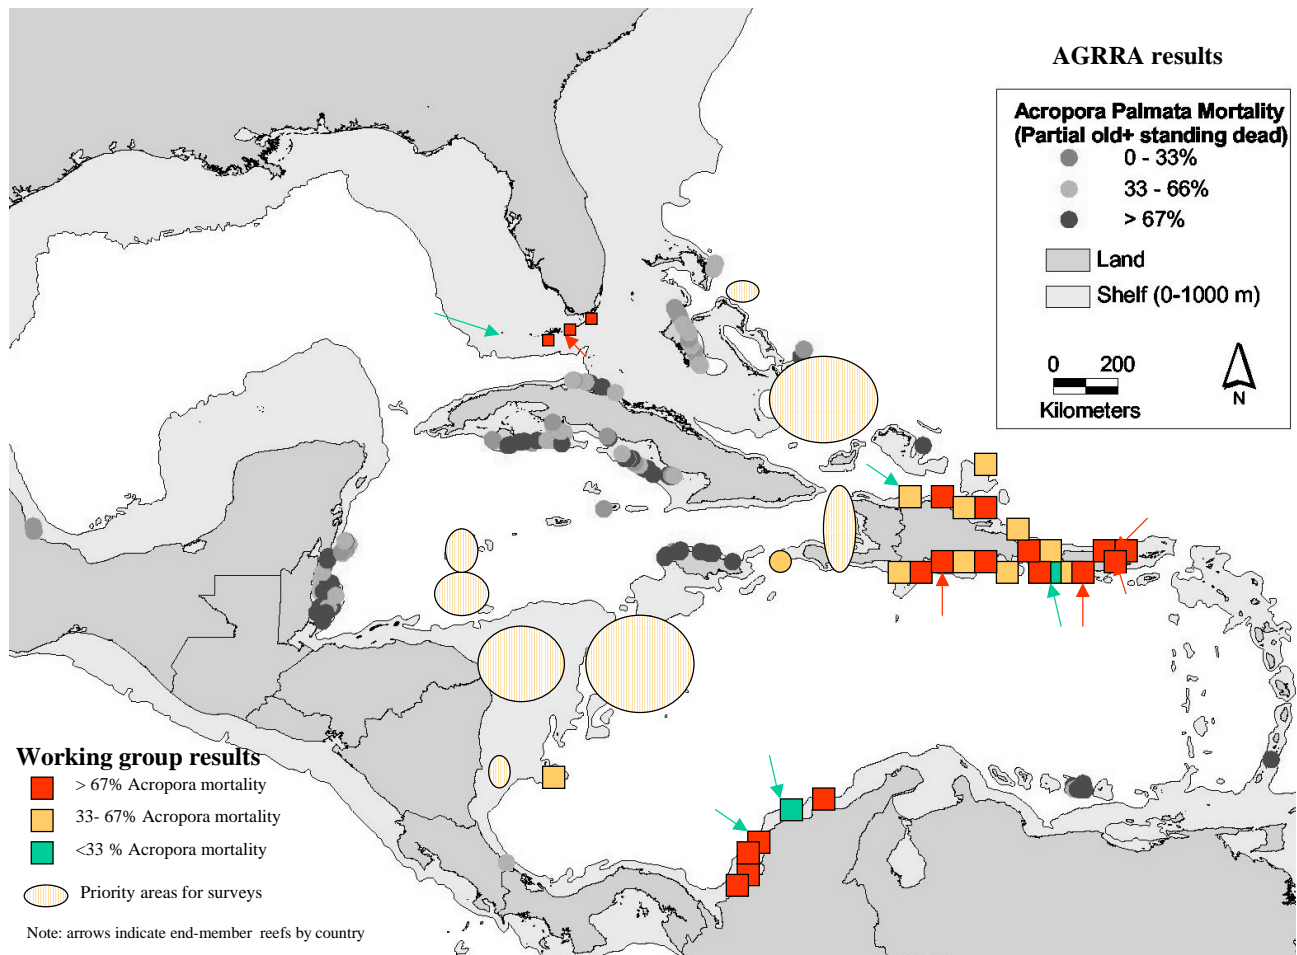 AGRRA results
Acropora Palmata Mortality
(Partial old+ standing dead)
0 - 33%
33 - 66%
> 67%
Land
Shelf (0-1000 m)
0 200
Kilometers
N
Working group results
> 67% Acropora mortality
33- 67% Acropora mortality
<33 % Acropora mortality
Priority areas for surveys
Note: arrows indicate end-member reefs by country